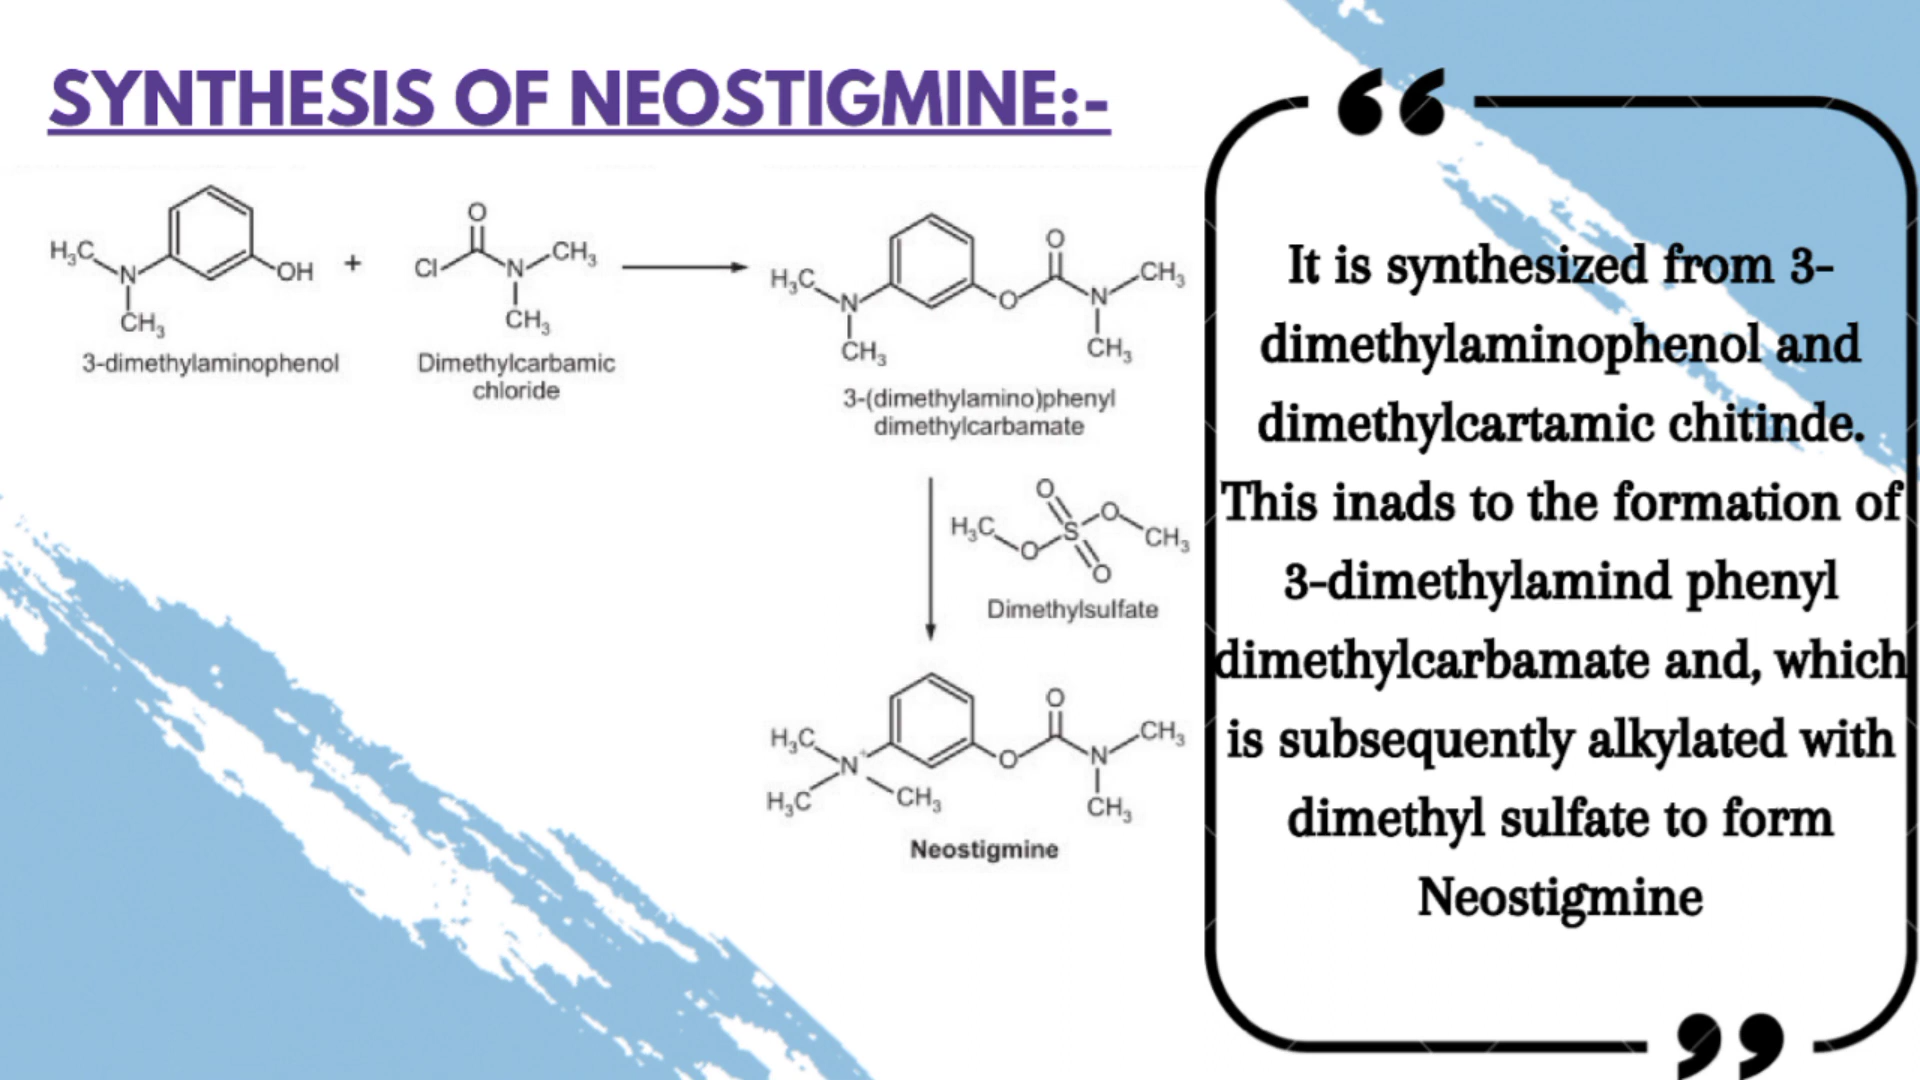 SYNTHESIS OF NEOSTIGMINE:-
H₃C
N
CH₃
OH
+
O
Cl
N
CH₃
CH₃
3-dimethylaminophenol
Dimethylcarbamic
chloride
H₃C
N
CH₃
O
O
N
CH₃
CH₃
3-(dimethylamino)phenyl
dimethylcarbamate
H₃C
O
S
O
O
O
CH₃
Dimethylsulfate
H₃C
N⁺
H₃C
CH₃
O
O
N
CH₃
CH₃
Neostigmine
“
It is synthesized from 3-
dimethylaminophenol and
dimethylcartamic chitinde.
This inads to the formation of
3-dimethylamind phenyl
dimethylcarbamate and, which
is subsequently alkylated with
dimethyl sulfate to form
Neostigmine
”